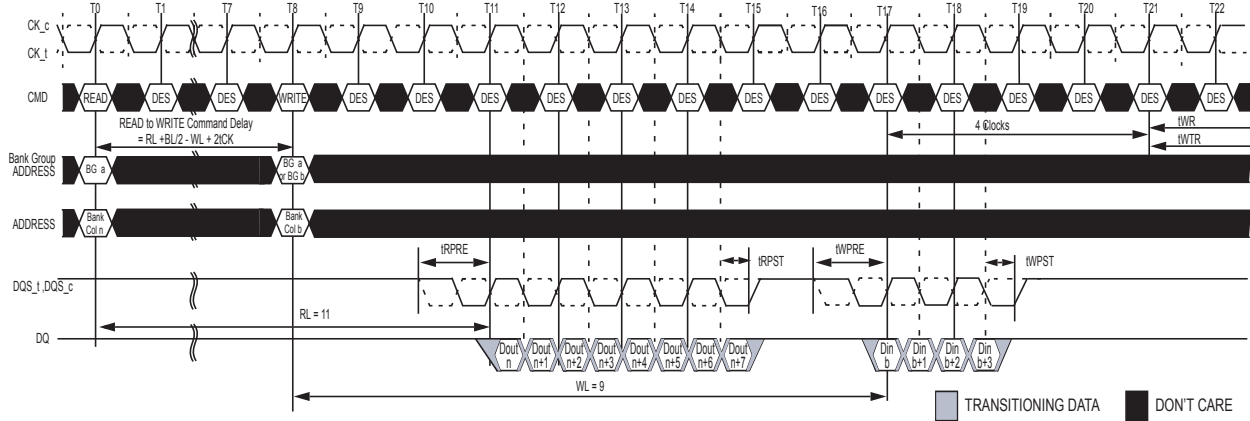 T0 T1 T7 T8 T9 T10 T11 T12 T13 T14 T15 T16 T17 T18 T19 T20 T21 T22
CK_c
CK_t
CMD READ DES DES WRITE DES DES DES DES DES DES DES DES DES DES DES DES DES DES
READ to WRITE Command Delay
= RL +BL/2 - WL + 2tCK
4 Clocks
tWR
tWTR
Bank Group
ADDRESS
BG a
BG a
or BG b
ADDRESS
Bank
Col n
Bank
Col b
tRPRE tRPST tWPRE tWPST
DQS_t ,DQS_c
RL = 11
DQ
Dout Dout Dout Dout Dout Dout Dout Dout Din Din Din Din
n n+1 n+2 n+3 n+4 n+5 n+6 n+7 b b+1 b+2 b+3
WL = 9
TRANSITIONING DATA DON'T CARE